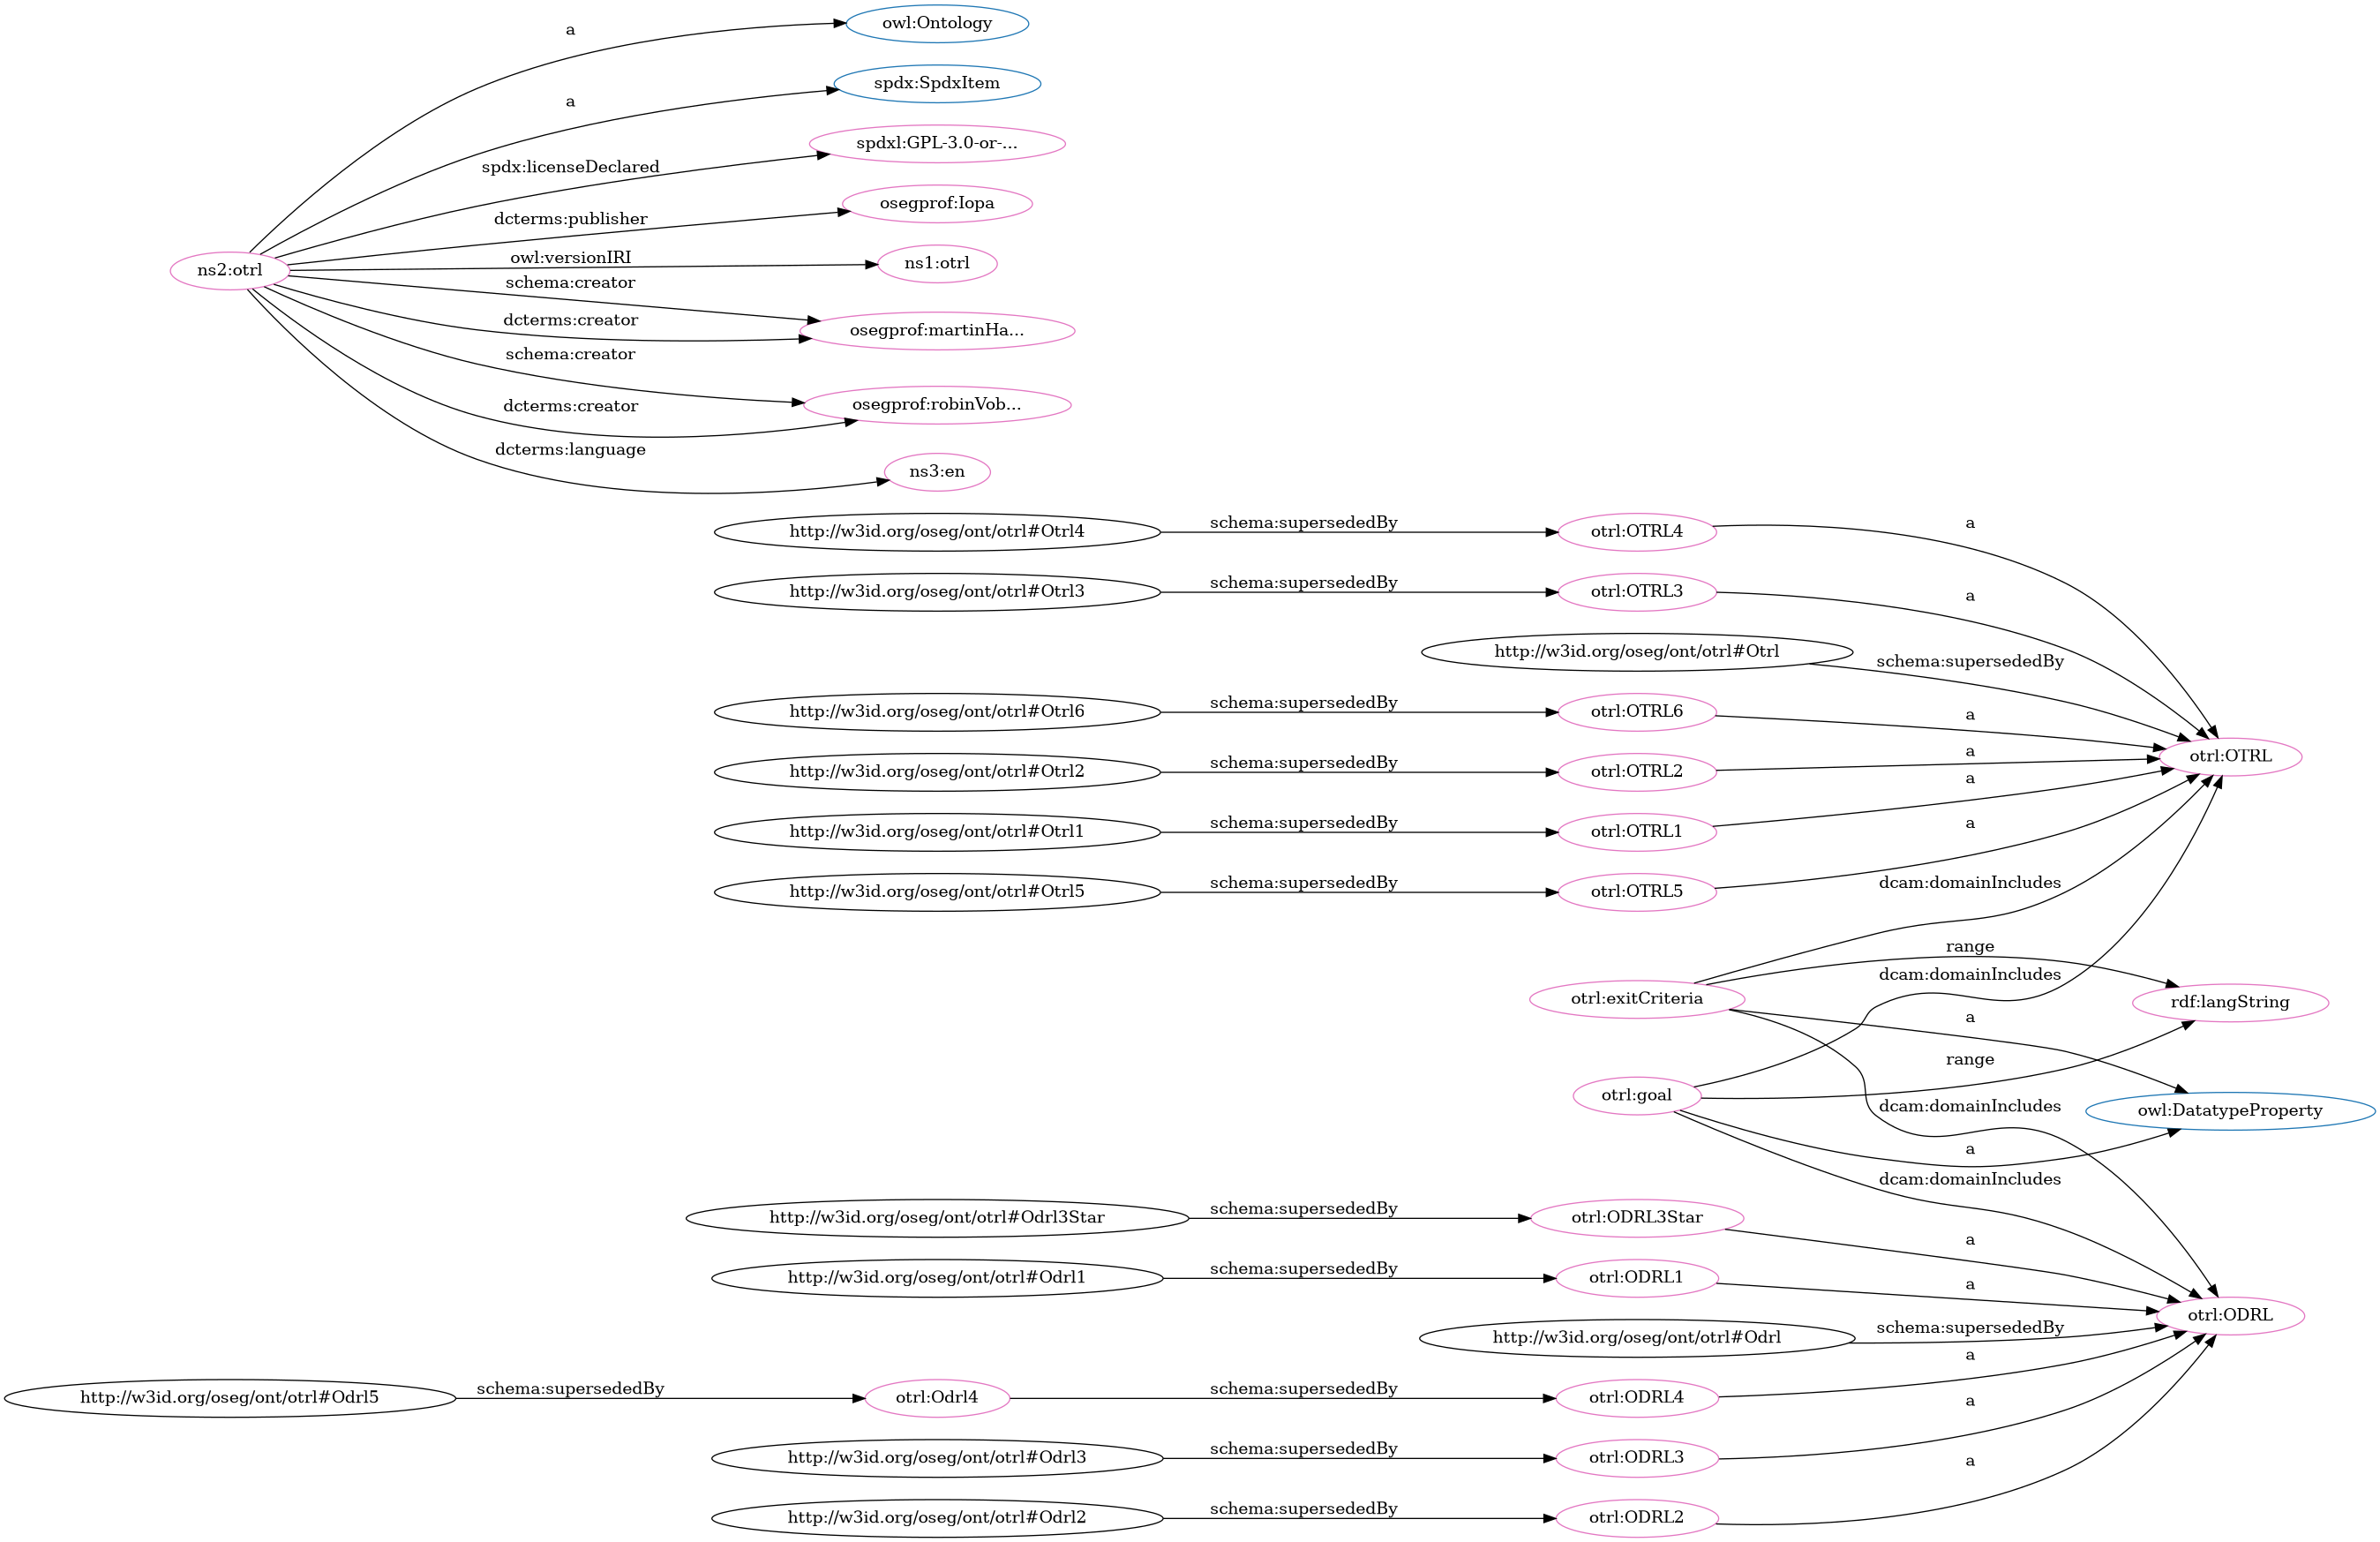 a
owl:Ontology
a
spdx:SpdxItem
spdx:licenseDeclared
spdxl:GPL-3.0-or-...
dcterms:publisher
osegprof:Iopa
ns2:otrl
owl:versionIRI
ns1:otrl
schema:creator
dcterms:creator
osegprof:martinHa...
schema:creator
dcterms:creator
osegprof:robinVob...
dcterms:language
ns3:en
http://w3id.org/oseg/ont/otrl#Otrl4
schema:supersededBy
otrl:OTRL4
a
http://w3id.org/oseg/ont/otrl#Otrl3
schema:supersededBy
otrl:OTRL3
a
http://w3id.org/oseg/ont/otrl#Otrl
schema:supersededBy
http://w3id.org/oseg/ont/otrl#Otrl6
schema:supersededBy
otrl:OTRL6
a
otrl:OTRL
http://w3id.org/oseg/ont/otrl#Otrl2
schema:supersededBy
otrl:OTRL2
a
http://w3id.org/oseg/ont/otrl#Otrl1
schema:supersededBy
otrl:OTRL1
a
http://w3id.org/oseg/ont/otrl#Otrl5
schema:supersededBy
otrl:OTRL5
a
dcam:domainIncludes
otrl:exitCriteria
range
dcam:domainIncludes
rdf:langString
a
range
otrl:goal
dcam:domainIncludes
owl:DatatypeProperty
a
dcam:domainIncludes
http://w3id.org/oseg/ont/otrl#Odrl3Star
schema:supersededBy
otrl:ODRL3Star
a
http://w3id.org/oseg/ont/otrl#Odrl1
schema:supersededBy
otrl:ODRL1
a
otrl:ODRL
http://w3id.org/oseg/ont/otrl#Odrl
schema:supersededBy
http://w3id.org/oseg/ont/otrl#Odrl5
schema:supersededBy
otrl:Odrl4
schema:supersededBy
otrl:ODRL4
a
http://w3id.org/oseg/ont/otrl#Odrl3
schema:supersededBy
otrl:ODRL3
a
http://w3id.org/oseg/ont/otrl#Odrl2
schema:supersededBy
otrl:ODRL2
a